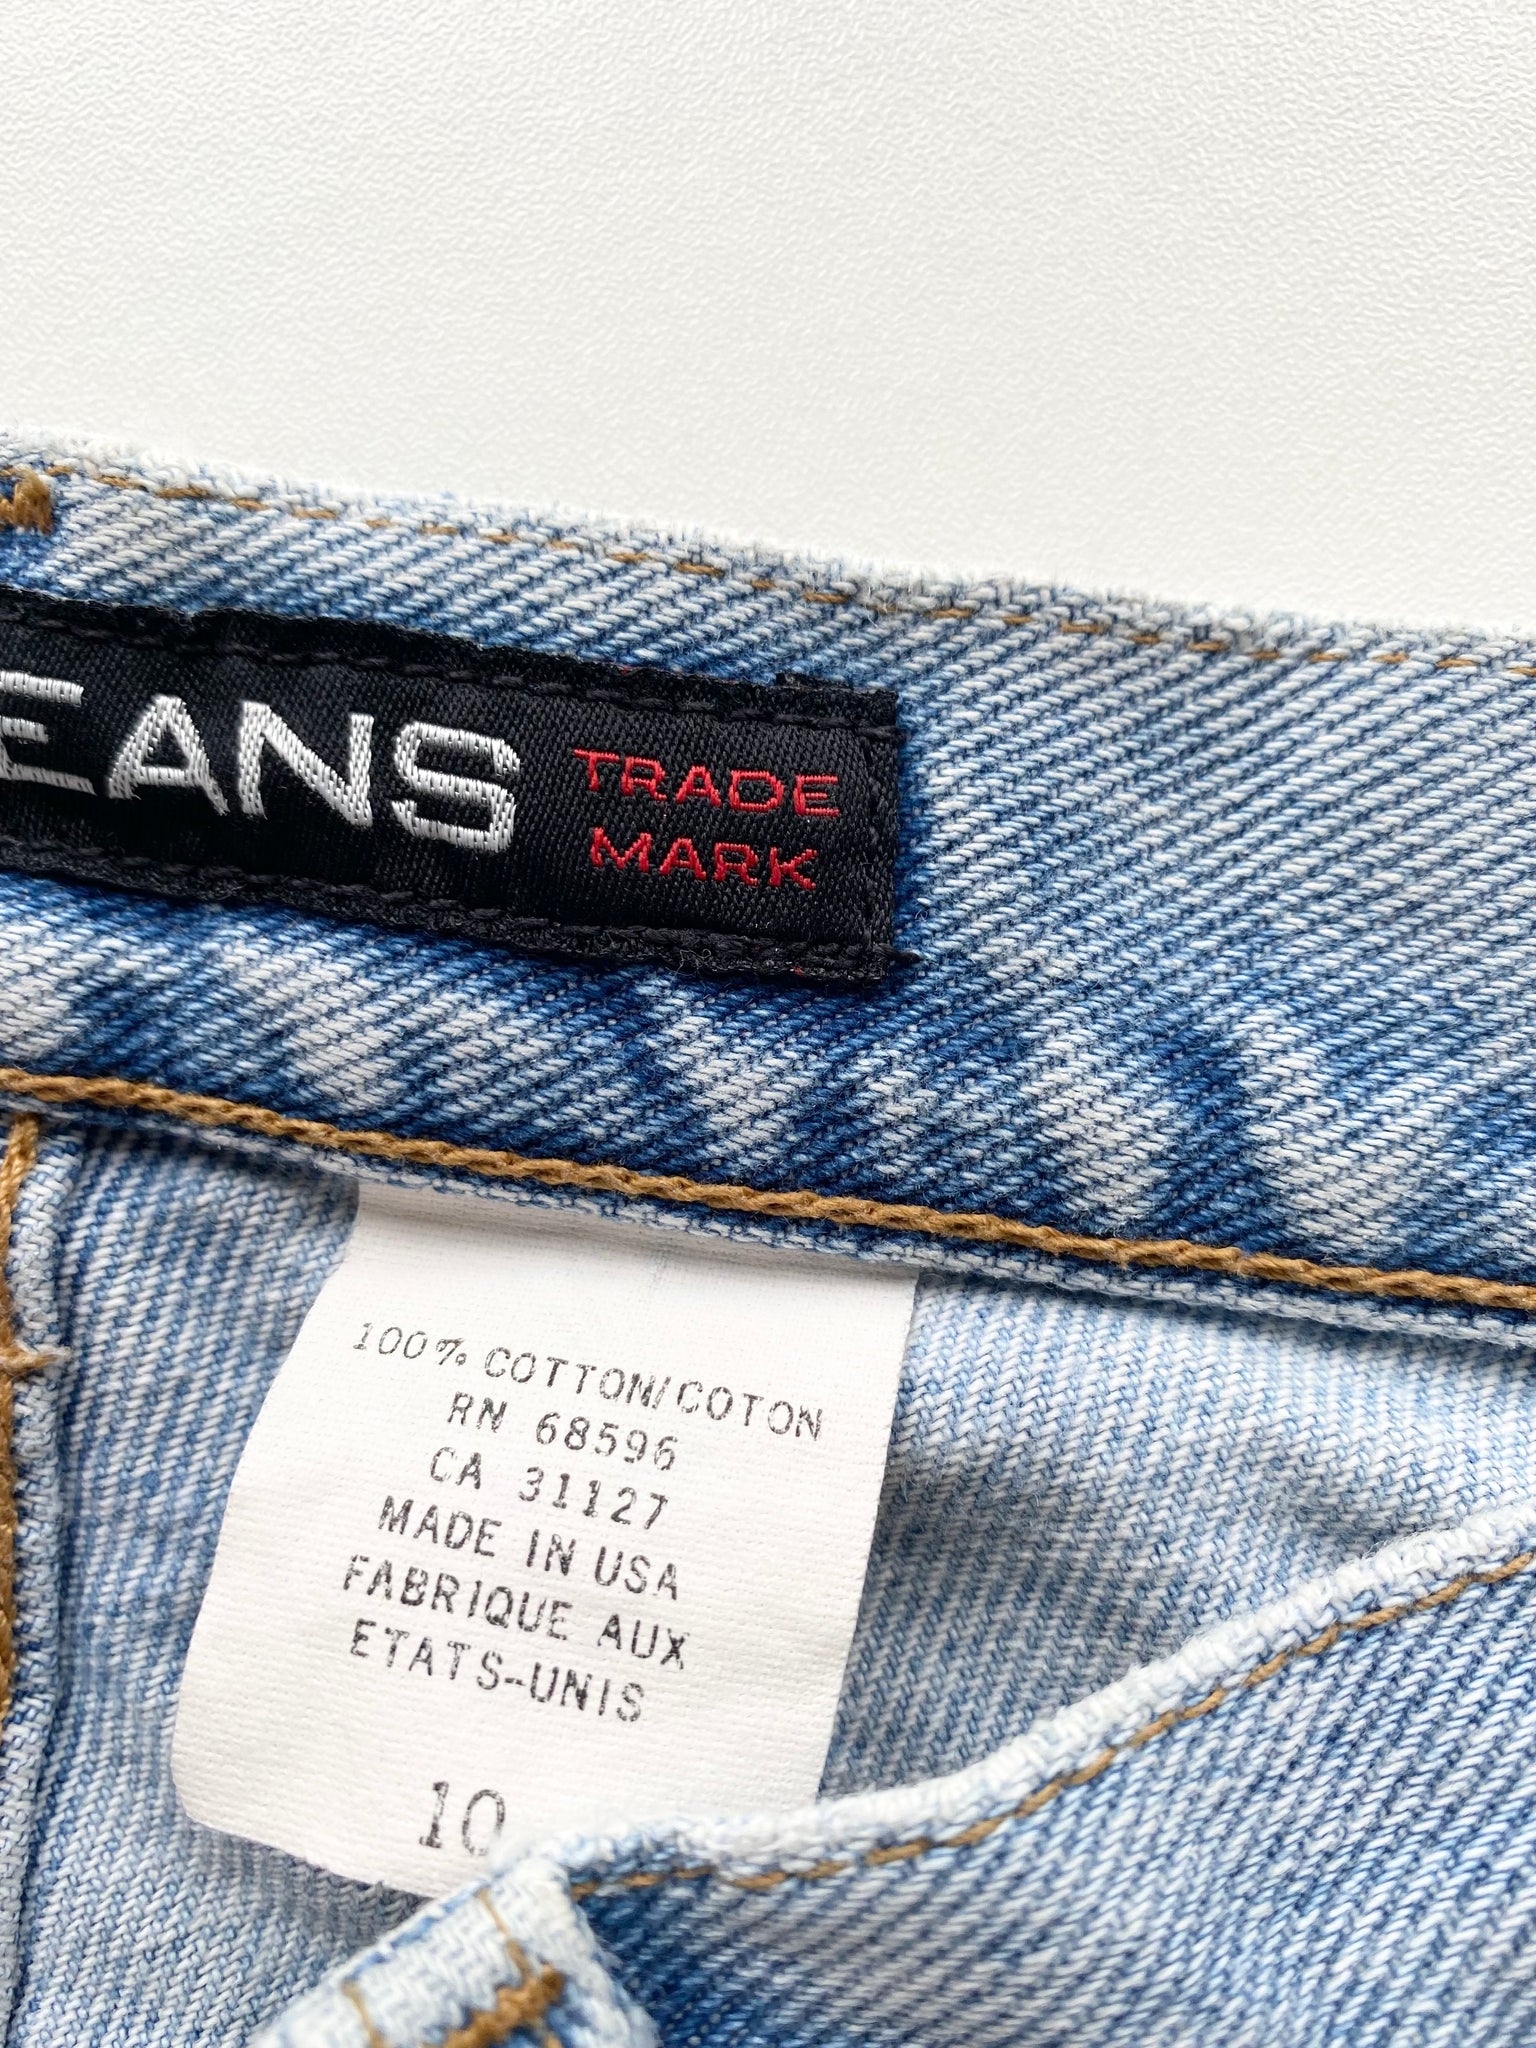 EANS
TRADE
MARK
100% COTTON/COTON
RN 68596
CA 31127
MADE IN USA
FABRIQUE AUX
ETATS-UNIS
10